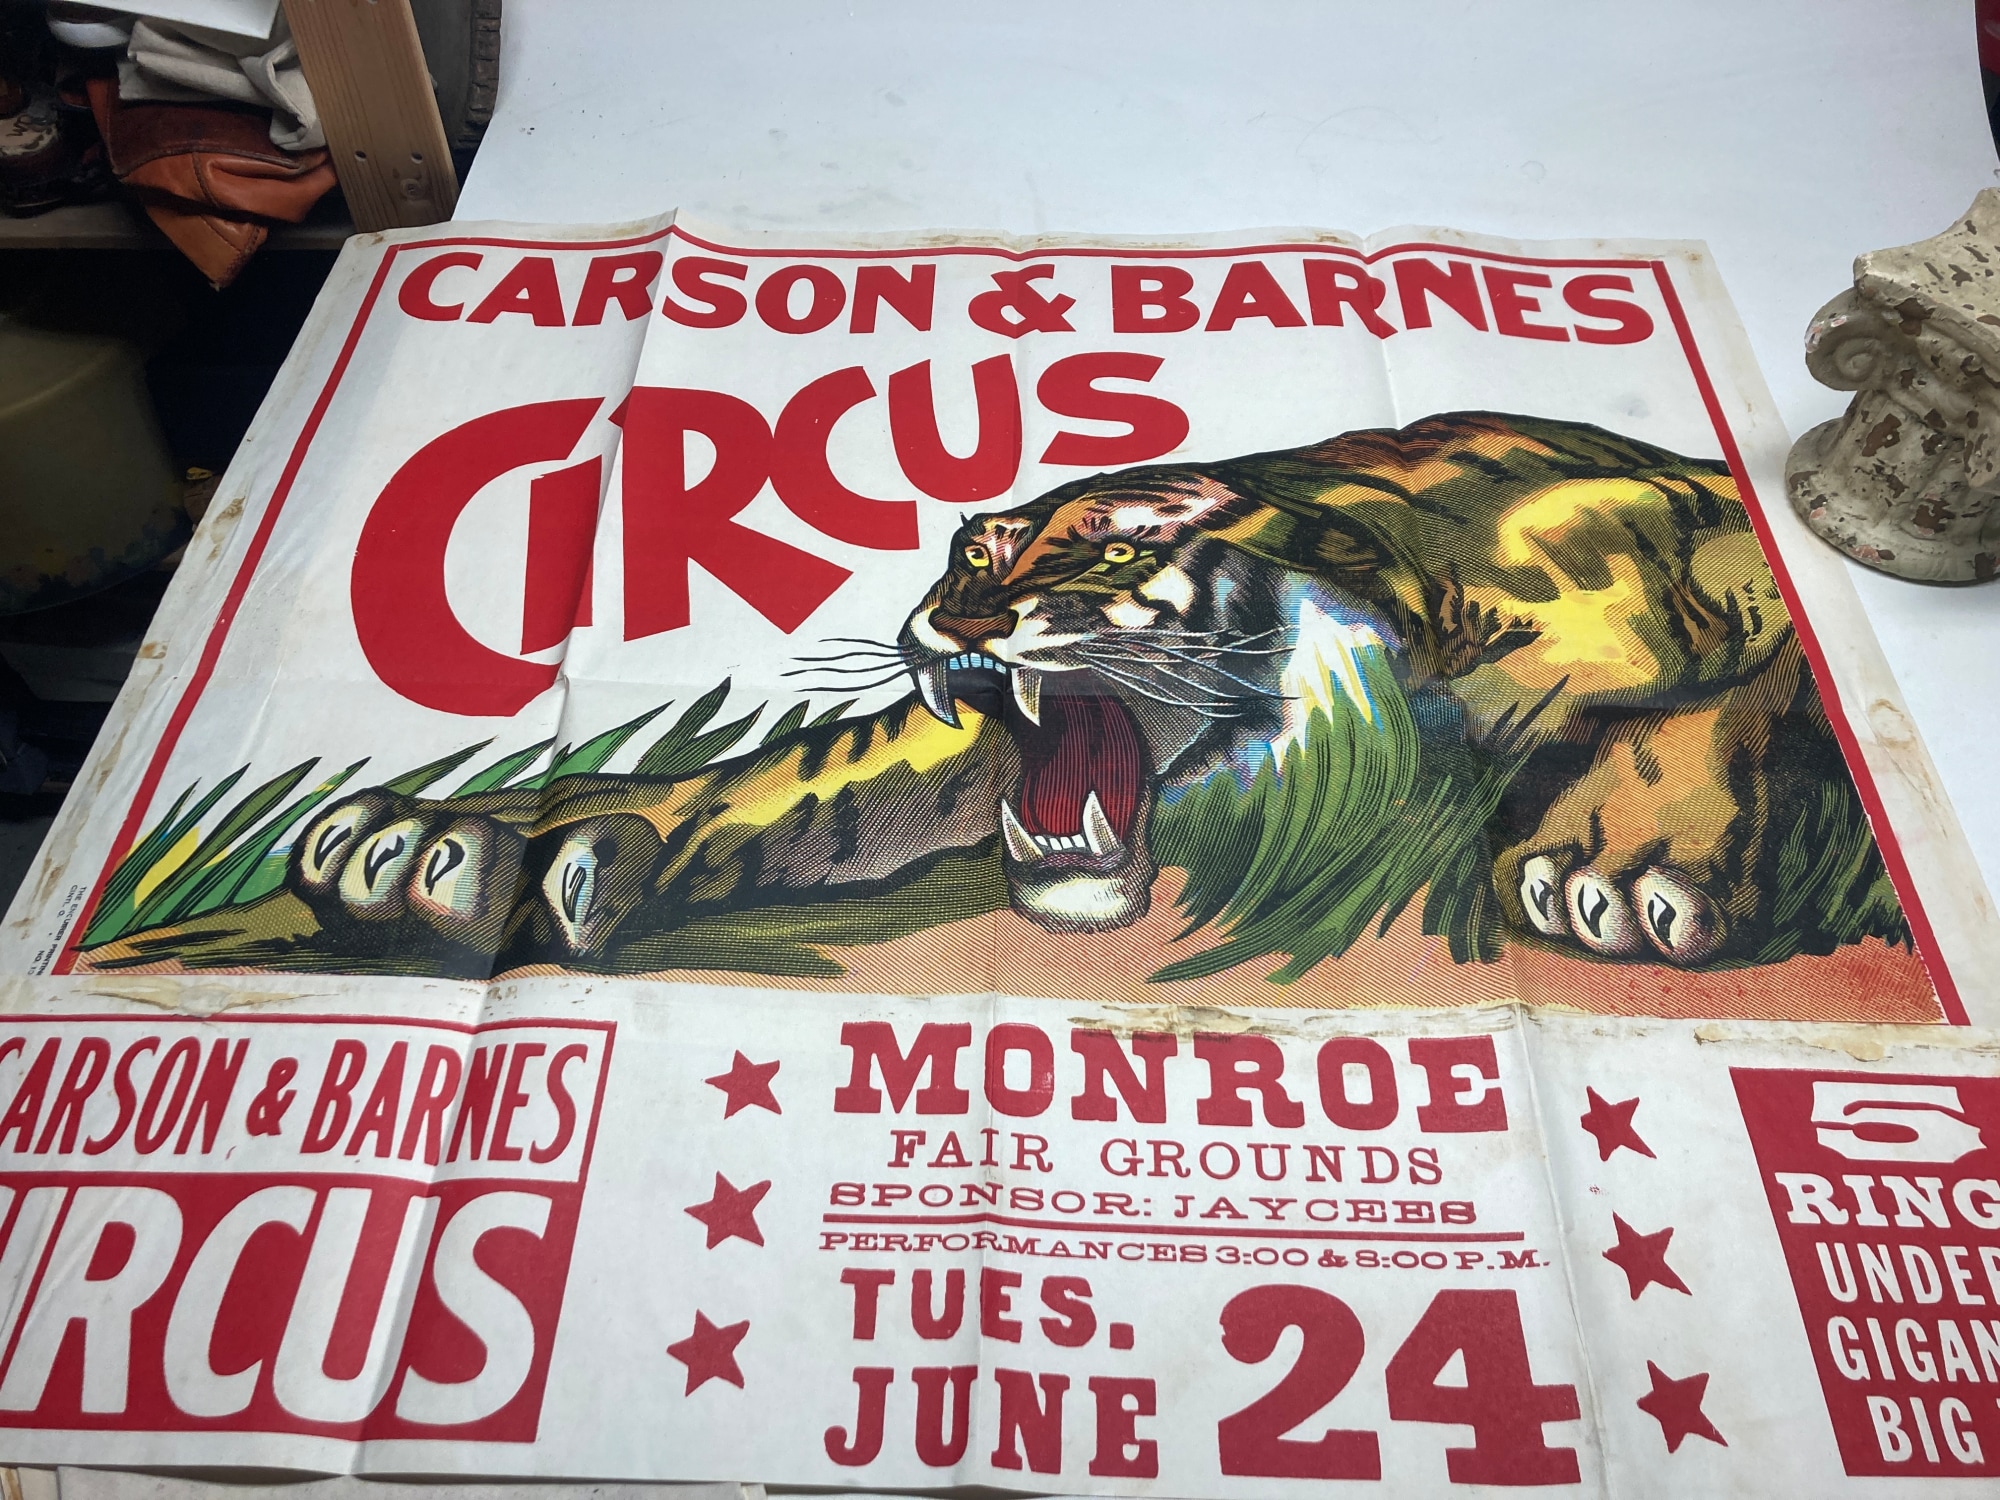 CARSON & BARNES
CIRCUS
CARSON & BARNES
CIRCUS
MONROE
FAIR GROUNDS
SPONSOR: JAYCEES
PERFORMANCES 3:00 & 8:00 P.M.
TUES.
JUNE 24
5
RING
UNDER
GIGAN
BIG